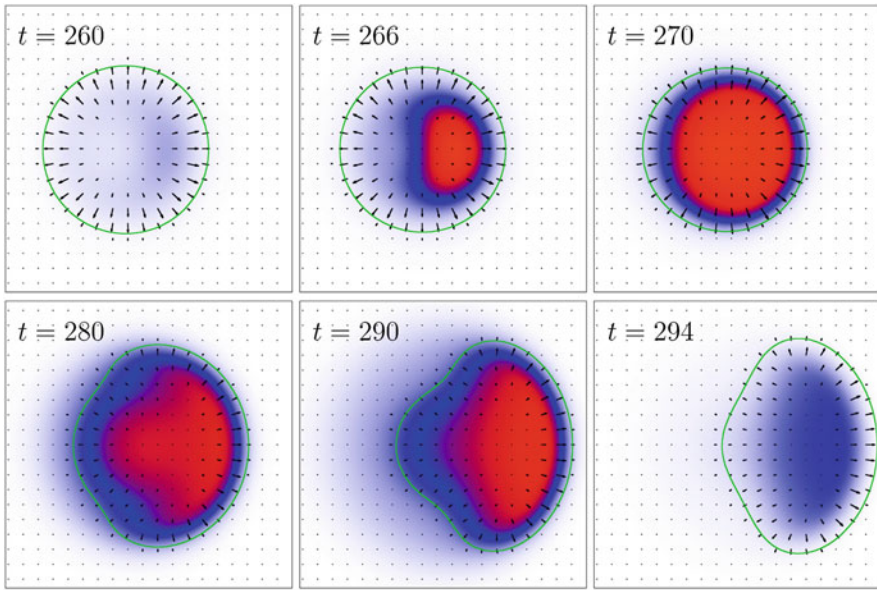 t = 260
t = 266
t = 270
t = 280
t = 290
t = 294